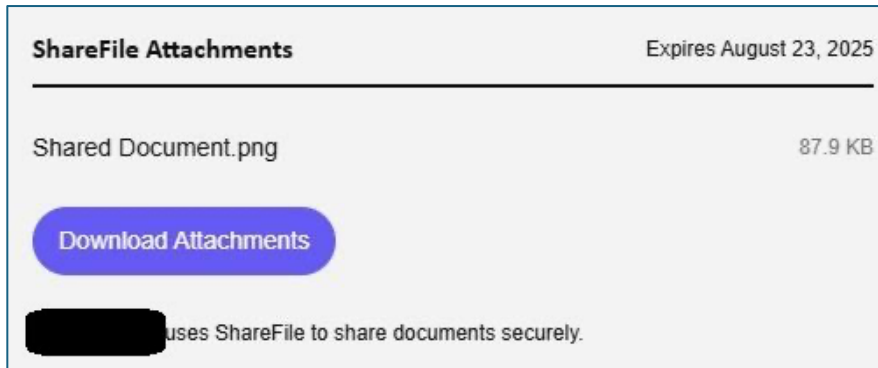 ShareFile Attachments Expires August 23, 2025
Shared Document.png 87.9 KB
Download Attachments
uses ShareFile to share documents securely.